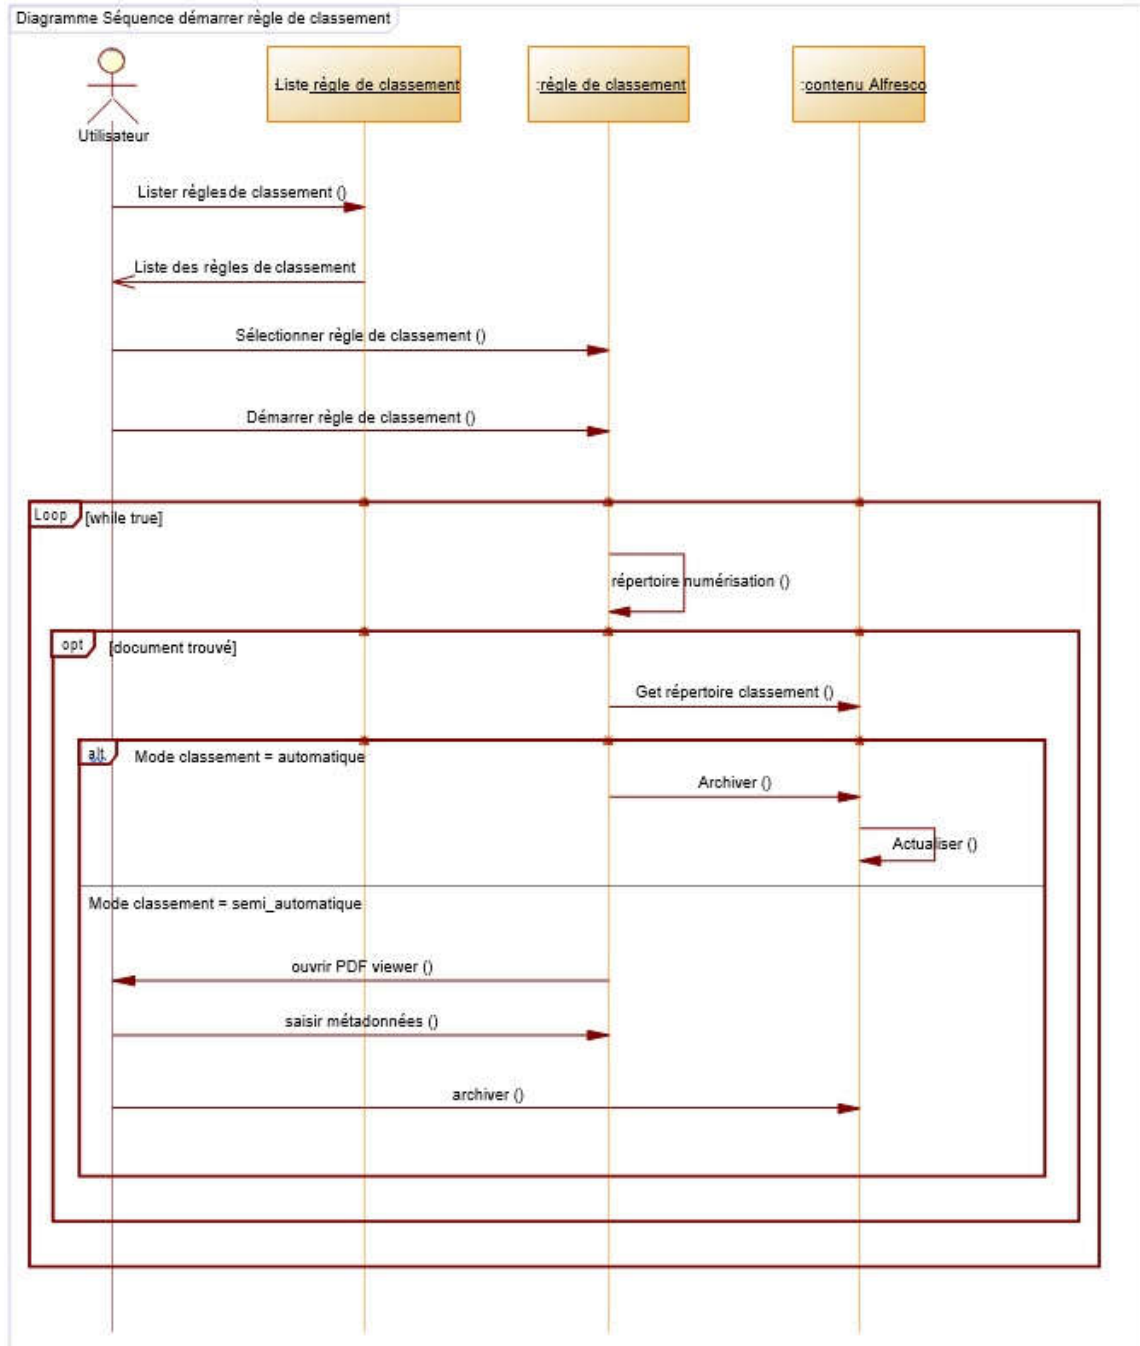 Diagramme Séquence démarrer règle de classement
Utilisateur
:Liste règle de classement
:règle de classement
:contenu Alfresco
Lister règles de classement ()
Liste des règles de classement
Sélectionner règle de classement ()
Démarrer règle de classement ()
Loop
[while true]
répertoire numérisation ()
opt
[document trouvé]
Get répertoire classement ()
alt.
Mode classement = automatique
Archiver ()
Actualiser ()
Mode classement = semi_automatique
ouvrir PDF viewer ()
saisir métadonnées ()
archiver ()